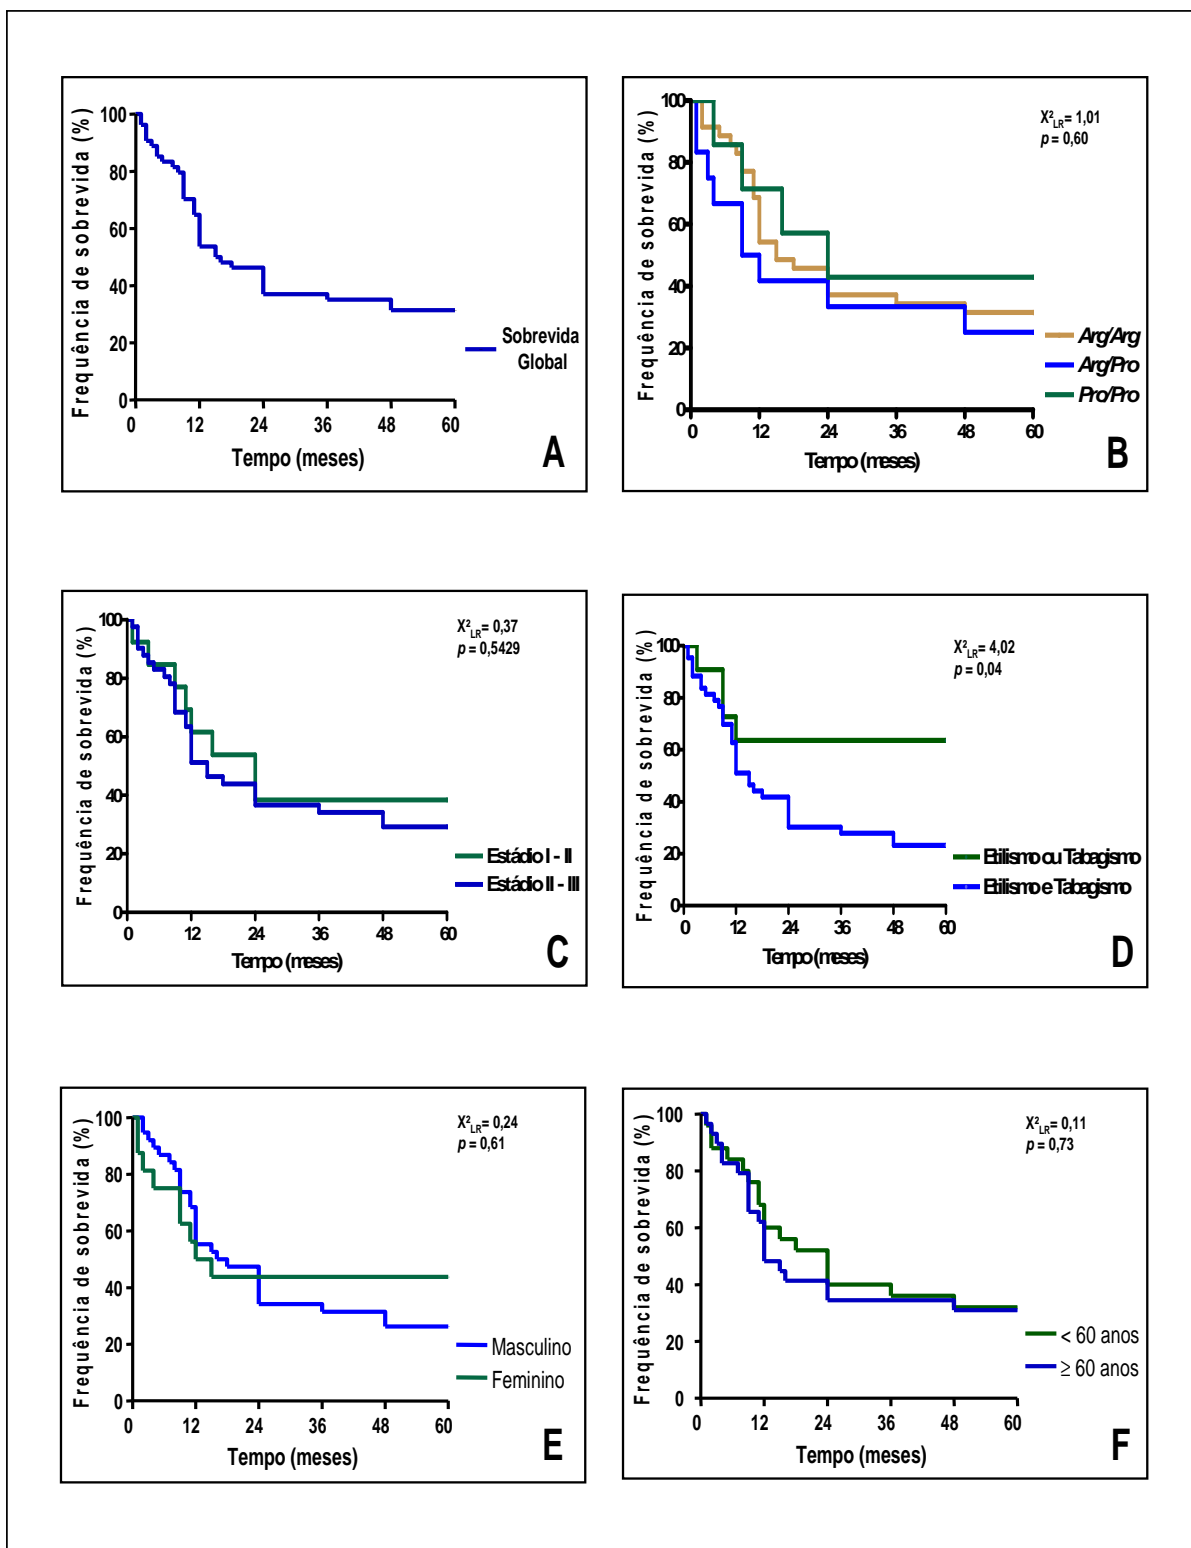 Frequência de sobrevida (%)
100
80
60
40
20
0
0 12 24 36 48 60
Tempo (meses)
Sobrevida
Global
A
Frequência de sobrevida (%)
100
80
60
40
20
0
0 12 24 36 48 60
Tempo (meses)
X²LR= 1,01
p = 0,60
Arg/Arg
Arg/Pro
Pro/Pro
B
Frequência de sobrevida (%)
100
80
60
40
20
0
0 12 24 36 48 60
Tempo (meses)
X²LR= 0,37
p = 0,5429
Estádio I - II
Estádio II - III
C
Frequência de sobrevida (%)
100
80
60
40
20
0
0 12 24 36 48 60
Tempo (meses)
X²LR= 4,02
p = 0,04
Etilismo ou Tabagismo
Etilismo e Tabagismo
D
Frequência de sobrevida (%)
100
80
60
40
20
0
0 12 24 36 48 60
Tempo (meses)
X²LR= 0,24
p = 0,61
Masculino
Feminino
E
Frequência de sobrevida (%)
100
80
60
40
20
0
0 12 24 36 48 60
Tempo (meses)
X²LR= 0,11
p = 0,73
< 60 anos
≥ 60 anos
F